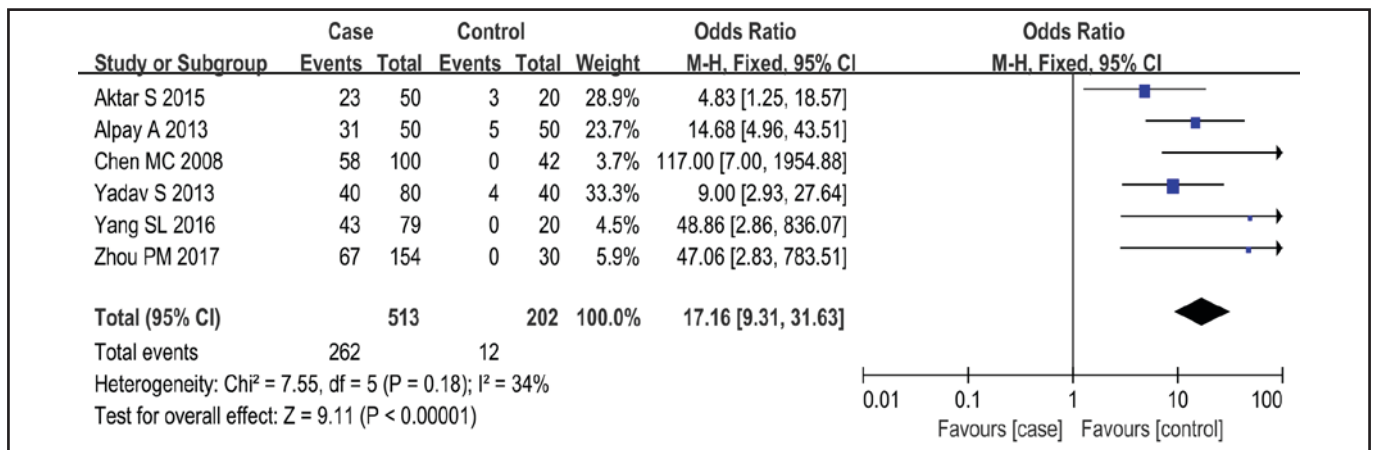 Case Control Odds Ratio Odds Ratio
Study or Subgroup Events Total Events Total Weight M-H, Fixed, 95% CI M-H, Fixed, 95% CI
Aktar S 2015 23 50 3 20 28.9% 4.83 [1.25, 18.57]
Alpay A 2013 31 50 5 50 23.7% 14.68 [4.96, 43.51]
Chen MC 2008 58 100 0 42 3.7% 117.00 [7.00, 1954.88]
Yadav S 2013 40 80 4 40 33.3% 9.00 [2.93, 27.64]
Yang SL 2016 43 79 0 20 4.5% 48.86 [2.86, 836.07]
Zhou PM 2017 67 154 0 30 5.9% 47.06 [2.83, 783.51]
Total (95% CI) 513 202 100.0% 17.16 [9.31, 31.63]
Total events 262 12
Heterogeneity: Chi² = 7.55, df = 5 (P = 0.18); I² = 34%
Test for overall effect: Z = 9.11 (P < 0.00001)
0.01 0.1 1 10 100
Favours [case] Favours [control]